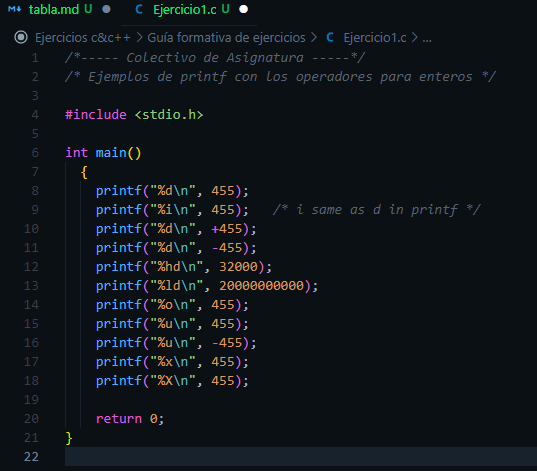 tabla.md U ● C Ejercicio1.c U ●
Ejercicios c&c++ > Guía formativa de ejercicios > C Ejercicio1.c > ...
1 /*----- Colectivo de Asignatura -----*/
2 /* Ejemplos de printf con los operadores para enteros */
3
4 #include <stdio.h>
5
6 int main()
7 {
8 printf("%d\n", 455);
9 printf("%i\n", 455); /* i same as d in printf */
10 printf("%d\n", +455);
11 printf("%d\n", -455);
12 printf("%hd\n", 32000);
13 printf("%ld\n", 20000000000);
14 printf("%o\n", 455);
15 printf("%u\n", 455);
16 printf("%u\n", -455);
17 printf("%x\n", 455);
18 printf("%X\n", 455);
19
20 return 0;
21 }
22